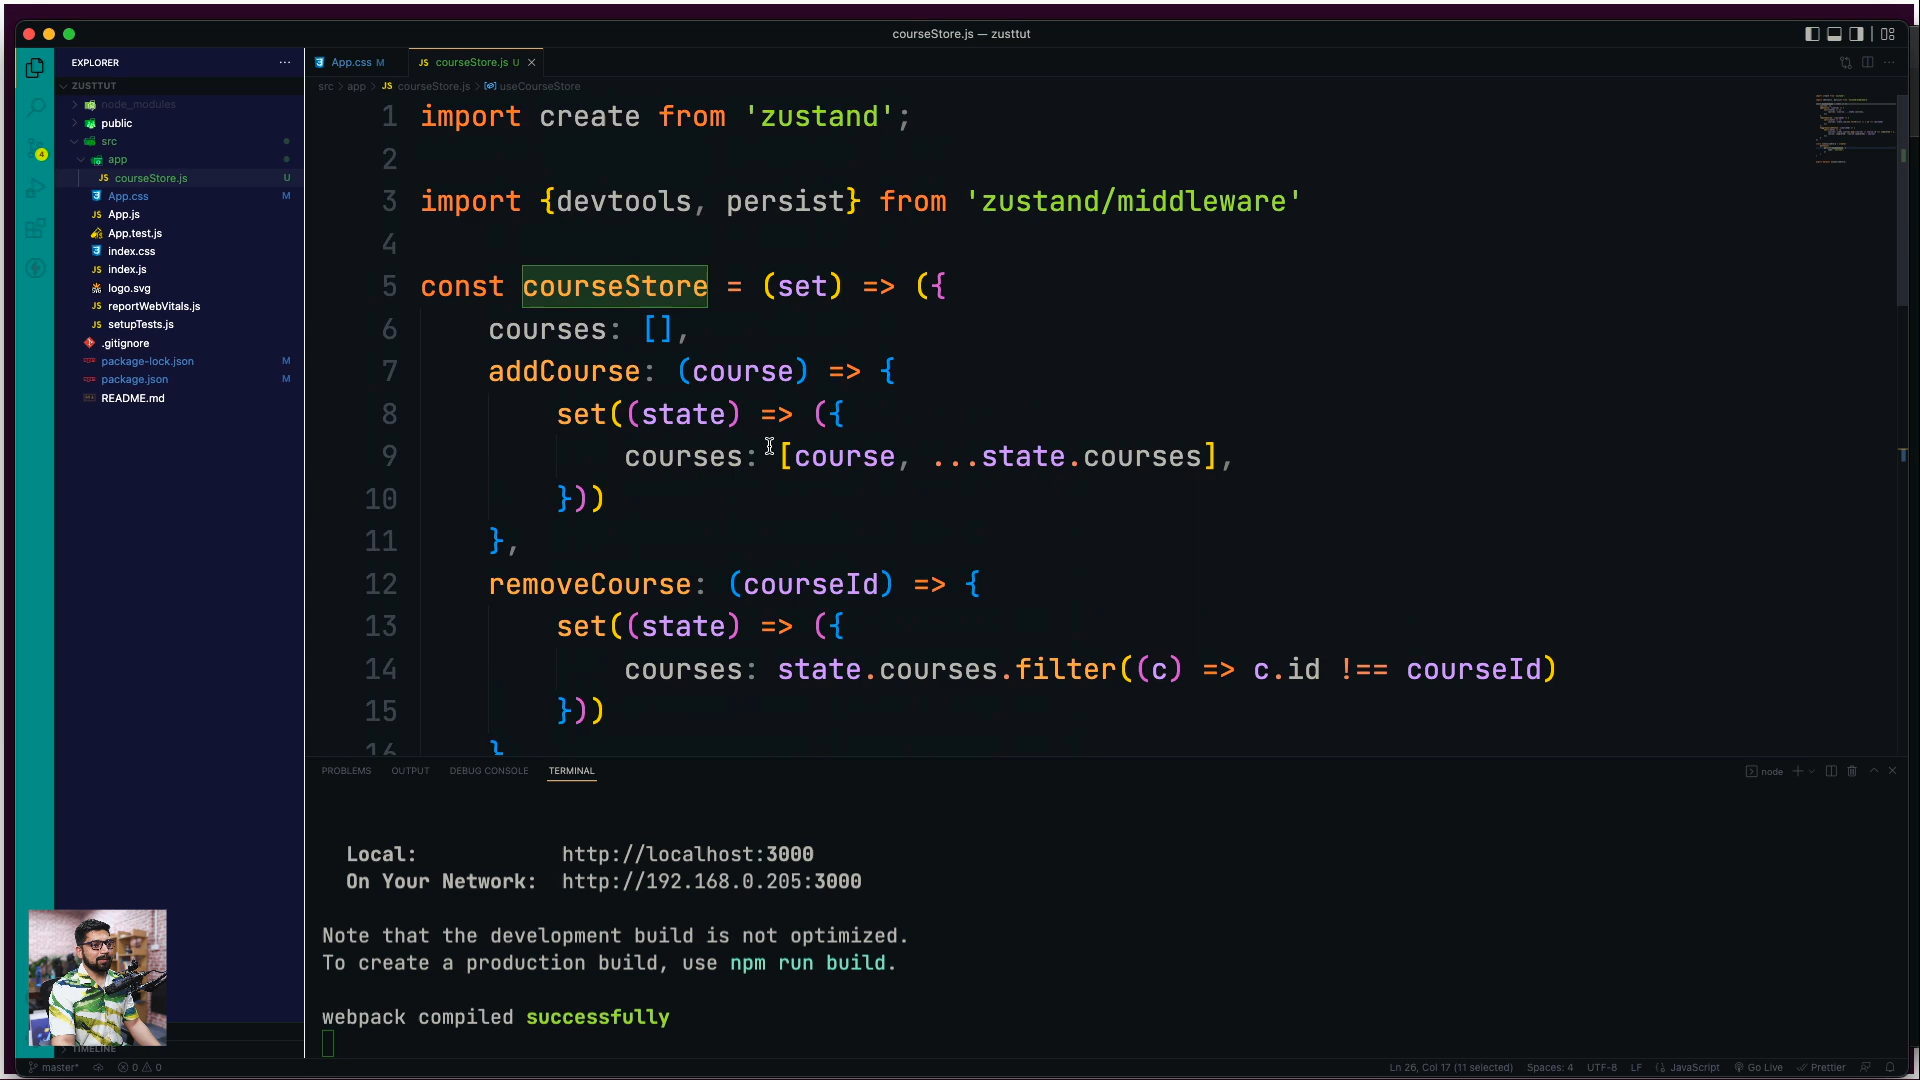 courseStore.js — zusttut
EXPLORER
ZUSTTUT
node_modules
public
src
app
courseStore.js U
App.css M
App.js
App.test.js
index.css
index.js
logo.svg
reportWebVitals.js
setupTests.js
.gitignore
package-lock.json M
package.json M
README.md
TIMELINE
4
App.css M
courseStore.js U
src > app > JS courseStore.js > useCourseStore
1 import create from 'zustand';
2
3 import {devtools, persist} from 'zustand/middleware'
4
5 const courseStore = (set) => ({
6 courses: [],
7 addCourse: (course) => {
8 set((state) => ({
9 courses: [course, ...state.courses],
10 }))
11 },
12 removeCourse: (courseId) => {
13 set((state) => ({
14 courses: state.courses.filter((c) => c.id !== courseId)
15 }))
16 }
PROBLEMS OUTPUT DEBUG CONSOLE TERMINAL
node
Local: http://localhost:3000
On Your Network: http://192.168.0.205:3000
Note that the development build is not optimized.
To create a production build, use npm run build.
webpack compiled successfully
master* 0 0
Ln 26, Col 17 (11 selected) Spaces: 4 UTF-8 LF JavaScript Go Live Prettier